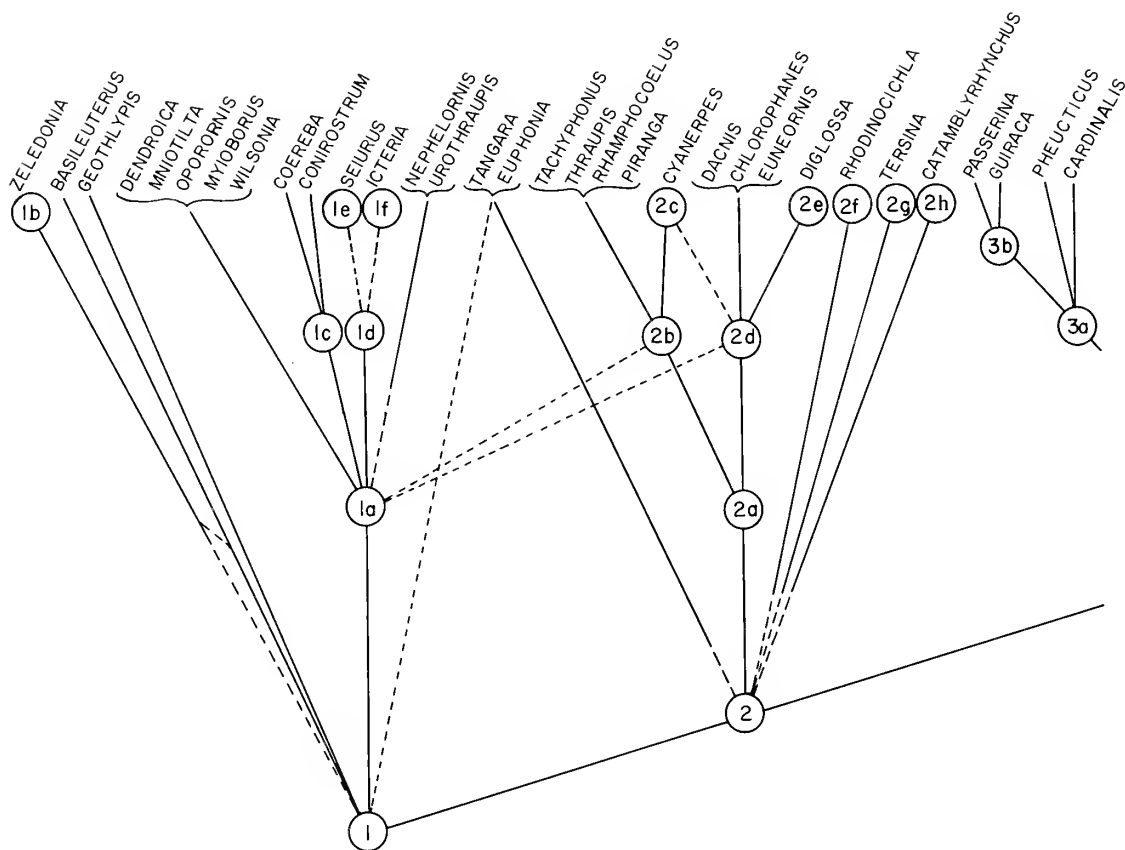 ZELEDONIA
BASILEUTERUS
GEOTHLYPIS
DENDROICA
MNIOTILTA
OPORORNIS
MYIOBORUS
WILSONIA
COEREBA
CONIROSTRUM
SEIURUS
ICTERIA
NEPHELORNIS
UROTHRAUPIS
TANGARA
EUPHONIA
TACHYPHONUS
THRAUPIS
RHAMPHOCOELUS
PIRANGA
CYANERPES
DACNIS
CHLOROPHANES
EUNEORNIS
DIGLOSSA
RHODINOCICHLA
TERSINA
CATAMBLYRHYNCHUS
PASSERINA
GUIRACA
PHEUCTICUS
CARDINALIS
1b
1e
1f
2c
2e
2f
2g
2h
3b
1c
1d
2b
2d
3a
1a
2a
2
1